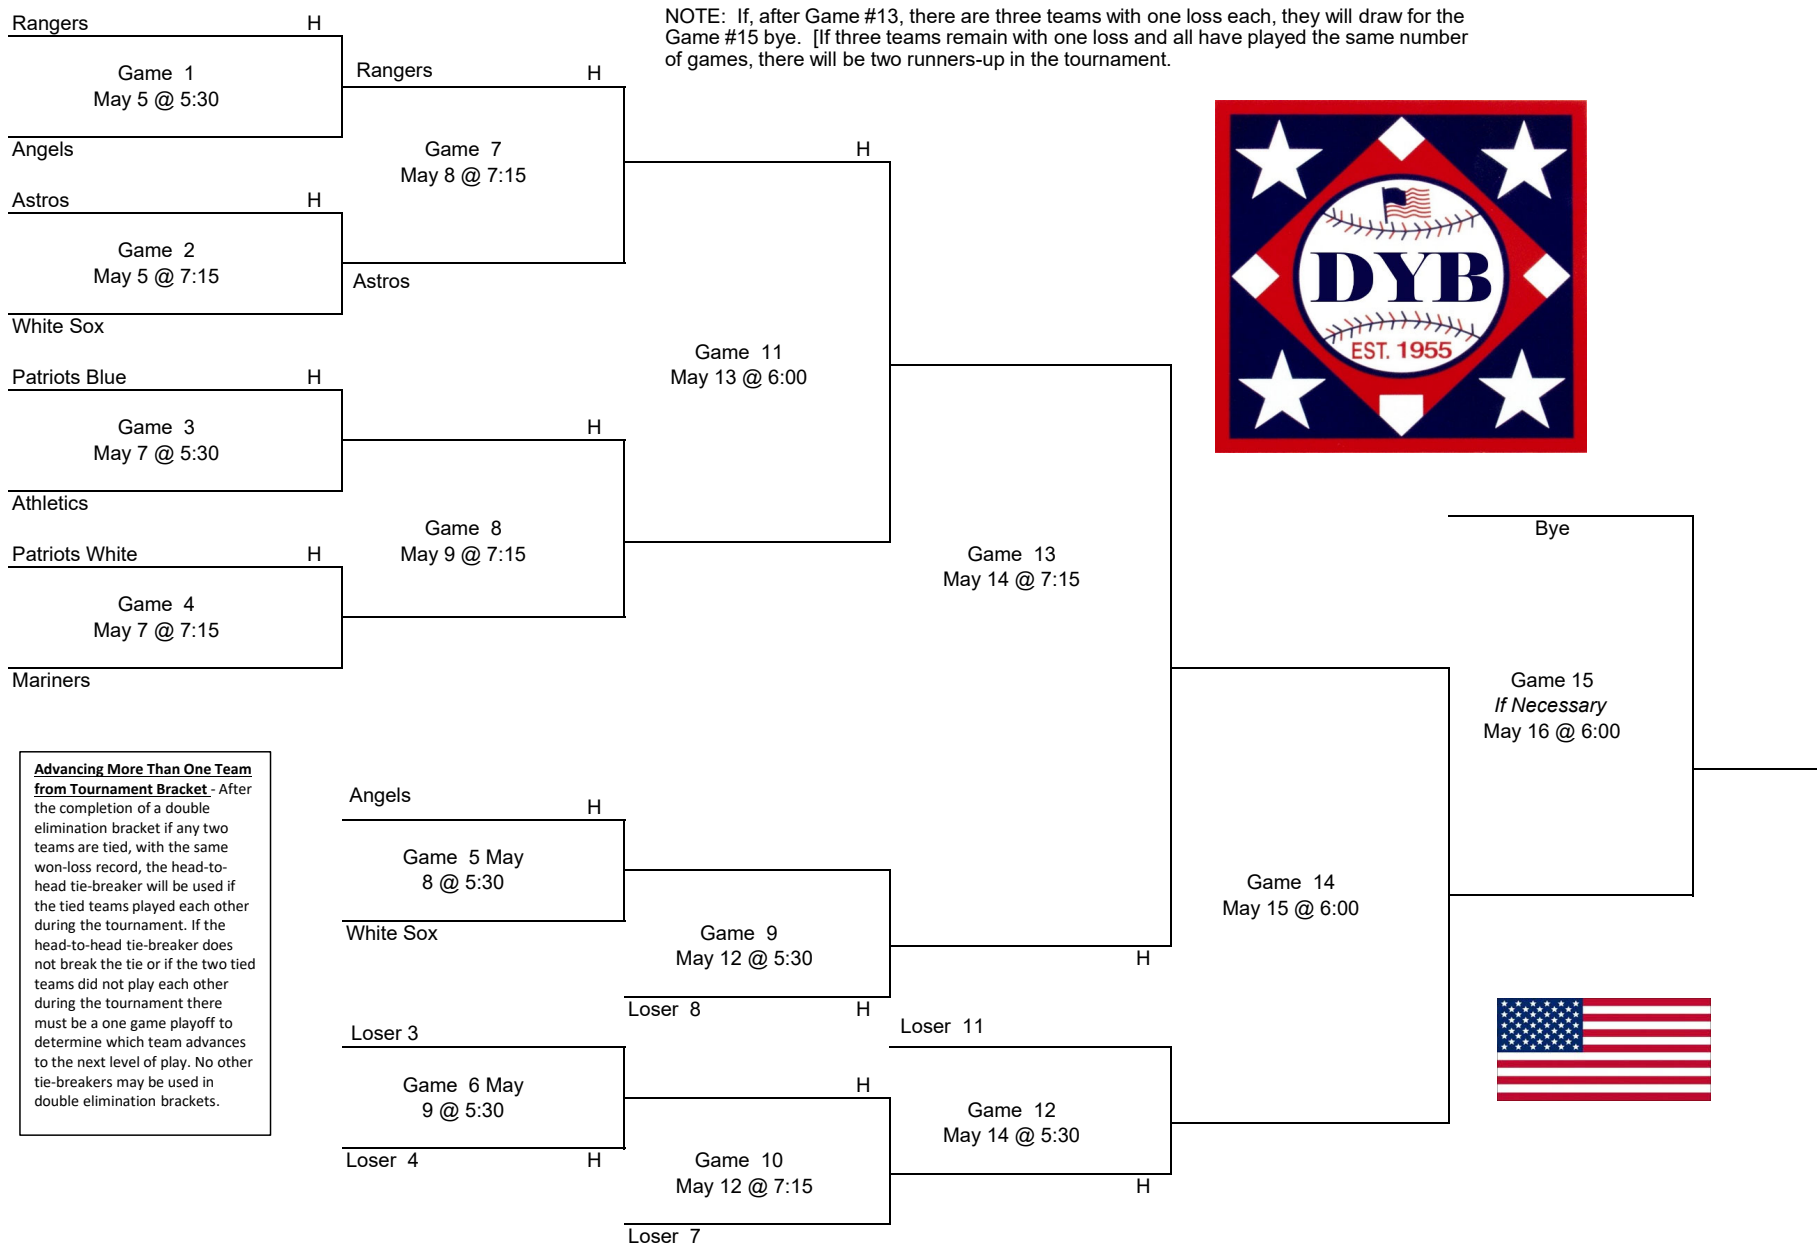 NOTE: If, after Game #13, there are three teams with one loss each, they will draw for the
Game #15 bye. [If three teams remain with one loss and all have played the same number
of games, there will be two runners-up in the tournament.
Rangers H
Game 1
May 5 @ 5:30
Angels
Astros H
Game 2
May 5 @ 7:15
White Sox
Patriots Blue H
Game 3
May 7 @ 5:30
Athletics
Patriots White H
Game 4
May 7 @ 7:15
Mariners
Rangers H
Game 7
May 8 @ 7:15
Astros
H
Game 8
May 9 @ 7:15
H
Game 11
May 13 @ 6:00
Game 13
May 14 @ 7:15
H
DYB
EST. 1955
Bye
Game 15
If Necessary
May 16 @ 6:00
Game 14
May 15 @ 6:00
Advancing More Than One Team
from Tournament Bracket - After
the completion of a double
elimination bracket if any two
teams are tied, with the same
won-loss record, the head-to-
head tie-breaker will be used if
the tied teams played each other
during the tournament. If the
head-to-head tie-breaker does
not break the tie or if the two tied
teams did not play each other
during the tournament there
must be a one game playoff to
determine which team advances
to the next level of play. No other
tie-breakers may be used in
double elimination brackets.
Angels H
Game 5 May
8 @ 5:30
White Sox
Loser 3
Game 6 May
9 @ 5:30
Loser 4 H
Game 9
May 12 @ 5:30
Loser 8 H
H
Game 10
May 12 @ 7:15
Loser 7
Loser 11
Game 12
May 14 @ 5:30
H